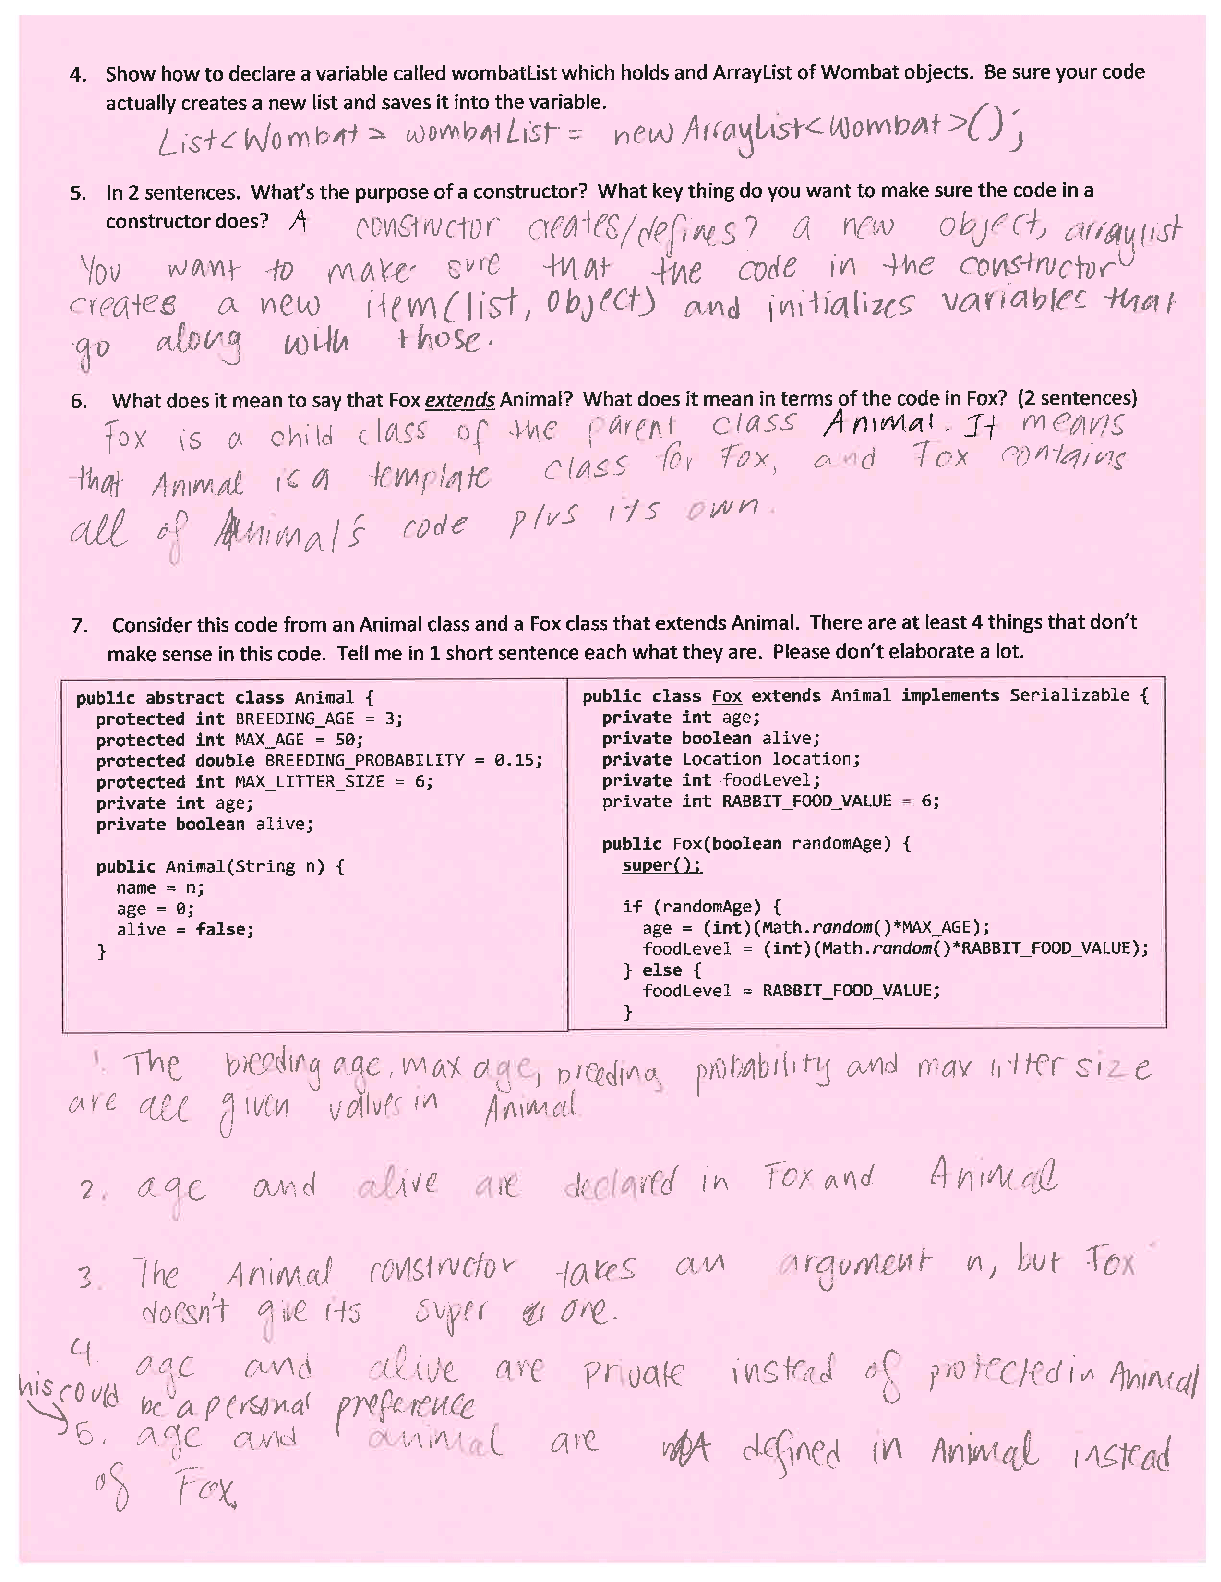 4. Show how to declare a variable called wombatList which holds and ArrayList of Wombat objects. Be sure your code
actually creates a new list and saves it into the variable.
List<Wombat> wombatList = new ArrayList<Wombat>();
5. In 2 sentences. What's the purpose of a constructor? What key thing do you want to make sure the code in a
constructor does? A constructor creates/defines? a new object, arraylist
You want to make sure that the code in the constructor
creates a new item(list, object) and initializes variables that
go along with those.
6. What does it mean to say that Fox extends Animal? What does it mean in terms of the code in Fox? (2 sentences)
Fox is a child class of the parent class Animal. It means
that Animal is a template class for Fox, and Fox contains
all of Animal's code plus its own.
7. Consider this code from an Animal class and a Fox class that extends Animal. There are at least 4 things that don't
make sense in this code. Tell me in 1 short sentence each what they are. Please don't elaborate a lot.
public abstract class Animal {
protected int BREEDING_AGE = 3;
protected int MAX_AGE = 50;
protected double BREEDING_PROBABILITY = 0.15;
protected int MAX_LITTER_SIZE = 6;
private int age;
private boolean alive;
public Animal(String n) {
name = n;
age = 0;
alive = false;
}
public class Fox extends Animal implements Serializable {
private int age;
private boolean alive;
private Location location;
private int foodLevel;
private int RABBIT_FOOD_VALUE = 6;
public Fox(boolean randomAge) {
super();
if (randomAge) {
age = (int)(Math.random()*MAX_AGE);
foodLevel = (int)(Math.random()*RABBIT_FOOD_VALUE);
} else {
foodLevel = RABBIT_FOOD_VALUE;
}
1. The breeding age, max age, breeding probability and max litter size
are all given values in Animal
2. age and alive are declared in Fox and Animal
3. The Animal constructor takes an argument n, but Fox
doesn't give its super one.
4. age and alive are private instead of protected in Animal
his could be a personal preference
5. age and animal are defined in Animal instead
of Fox